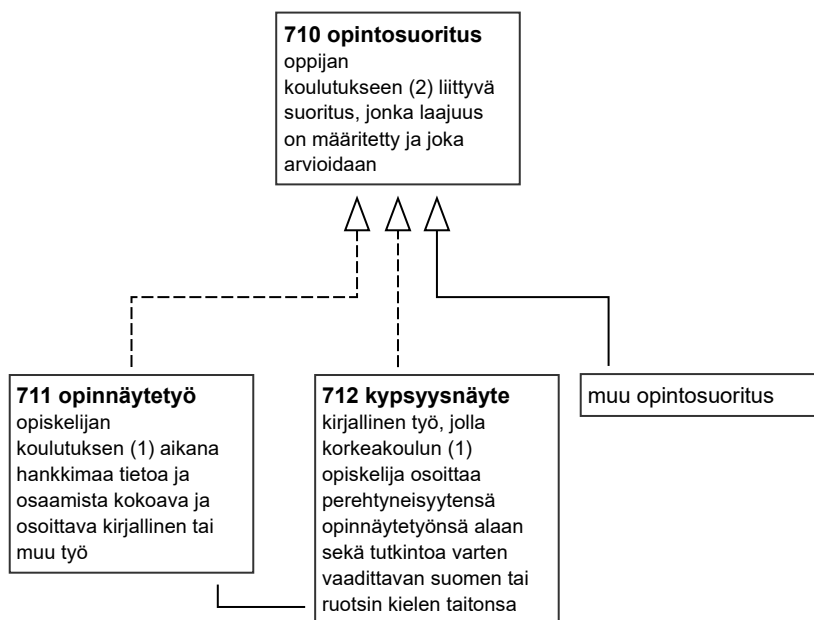 710 opintosuoritus
oppijan
koulutukseen (2) liittyvä
suoritus, jonka laajuus
on määritetty ja joka
arvioidaan
711 opinnäytetyö
opiskelijan
koulutuksen (1) aikana
hankkimaa tietoa ja
osaamista kokoava ja
osoittava kirjallinen tai
muu työ
712 kypsyysnäyte
kirjallinen työ, jolla
korkeakoulun (1)
opiskelija osoittaa
perehtyneisyytensä
opinnäytetyönsä alaan
sekä tutkintoa varten
vaadittavan suomen tai
ruotsin kielen taitonsa
muu opintosuoritus